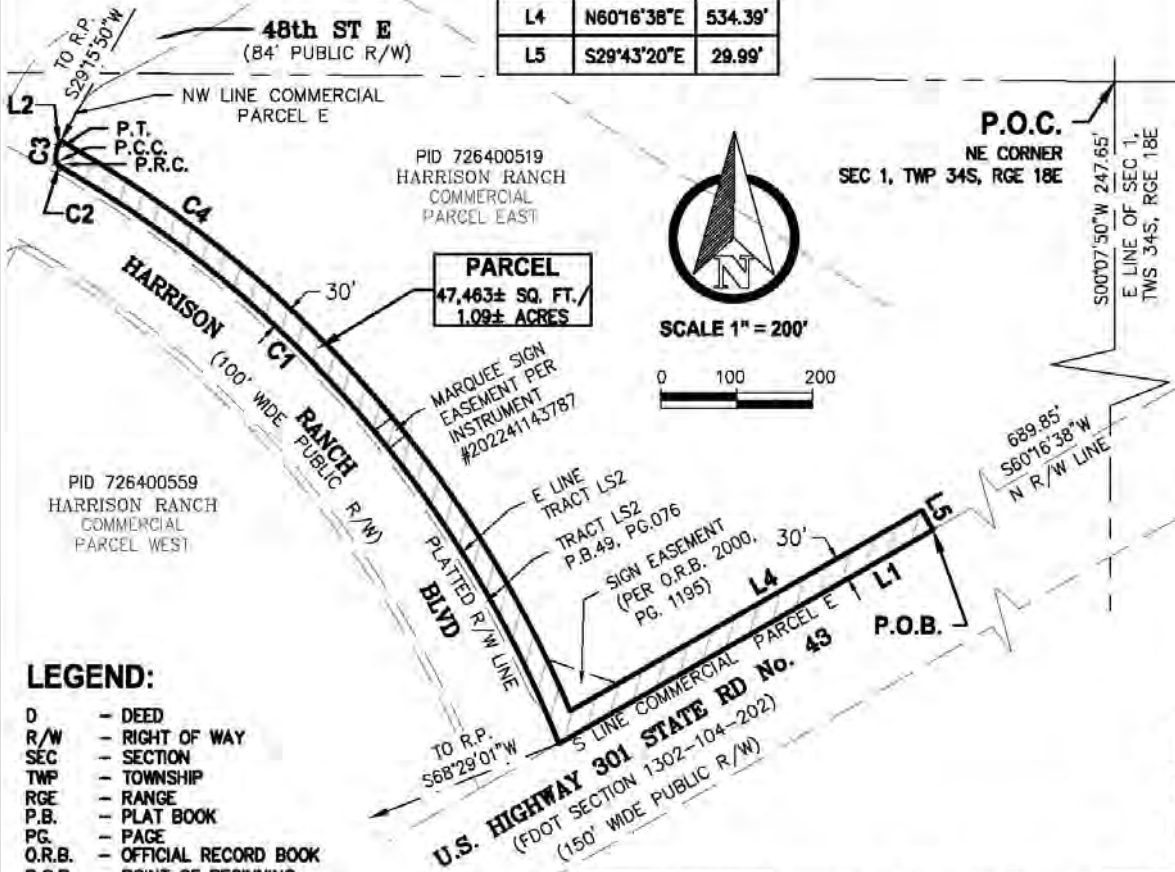 L4 N60°16'38"E 534.39'
L5 S29°43'20"E 29.99'
TO R.P.
S29°15'50"W
48th ST E
(84' PUBLIC R/W)
NW LINE COMMERCIAL
PARCEL E
L2
P.T.
P.C.C.
P.R.C.
C3
C2
C4
PID 726400519
HARRISON RANCH
COMMERCIAL
PARCEL EAST
P.O.C.
NE CORNER
SEC 1, TWP 34S, RGE 18E
S00°07'50"W 247.65'
E LINE OF SEC 1,
TWS 34S, RGE 18E
N
SCALE 1" = 200'
0 100 200
PARCEL
47,463± SQ. FT./
1.09± ACRES
30'
C1
HARRISON
RANCH
BLVD
(100' WIDE PUBLIC R/W)
MARQUEE SIGN
EASEMENT PER
INSTRUMENT
#202241143787
PID 726400559
HARRISON RANCH
COMMERCIAL
PARCEL WEST
E LINE
TRACT LS2
TRACT LS2
P.B.49, PG.076
SIGN EASEMENT
(PER O.R.B. 2000,
PG. 1195)
PLATTED R/W LINE
30'
L4
L1
L5
P.O.B.
689.85'
S60°16'38"W
N R/W LINE
S LINE COMMERCIAL PARCEL E
U.S. HIGHWAY 301 STATE RD No. 43
(FDOT SECTION 1302-104-202)
(150' WIDE PUBLIC R/W)
TO R.P.
S68°29'01"W
LEGEND:
D - DEED
R/W - RIGHT OF WAY
SEC - SECTION
TWP - TOWNSHIP
RGE - RANGE
P.B. - PLAT BOOK
PG. - PAGE
O.R.B. - OFFICIAL RECORD BOOK
P.O.B. - POINT OF BEGINNING